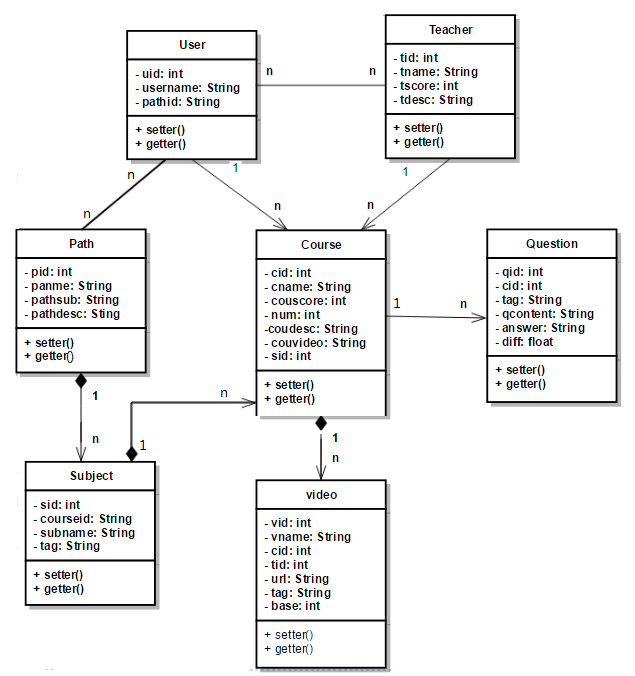 User
- uid: int
- username: String
- pathid: String
+ setter()
+ getter()
n
n
Teacher
- tid: int
- tname: String
- tscore: int
- tdesc: String
+ setter()
+ getter()
n
n
1
n
1
n
Path
- pid: int
- panme: String
- pathsub: String
- pathdesc: Sting
+ setter()
+ getter()
Course
- cid: int
- cname: String
- couscore: int
- num: int
-coudesc: String
- couvideo: String
- sid: int
+ setter()
+ getter()
1
n
Question
- qid: int
- cid: int
- tag: String
- qcontent: String
- answer: String
- diff: float
+ setter()
+ getter()
1
n
n
1
1
n
Subject
- sid: int
- courseid: String
- subname: String
- tag: String
+ setter()
+ getter()
video
- vid: int
- vname: String
- cid: int
- tid: int
- url: String
- tag: String
- base: int
+ setter()
+ getter()